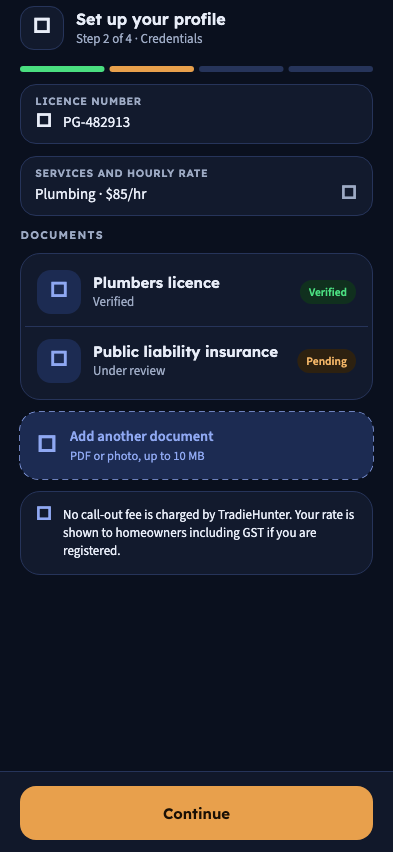 Set up your profile
Step 2 of 4 · Credentials
LICENCE NUMBER
PG-482913
SERVICES AND HOURLY RATE
Plumbing · $85/hr
DOCUMENTS
Plumbers licence
Verified
Verified
Public liability insurance
Under review
Pending
Add another document
PDF or photo, up to 10 MB
No call-out fee is charged by TradieHunter. Your rate is
shown to homeowners including GST if you are
registered.
Continue